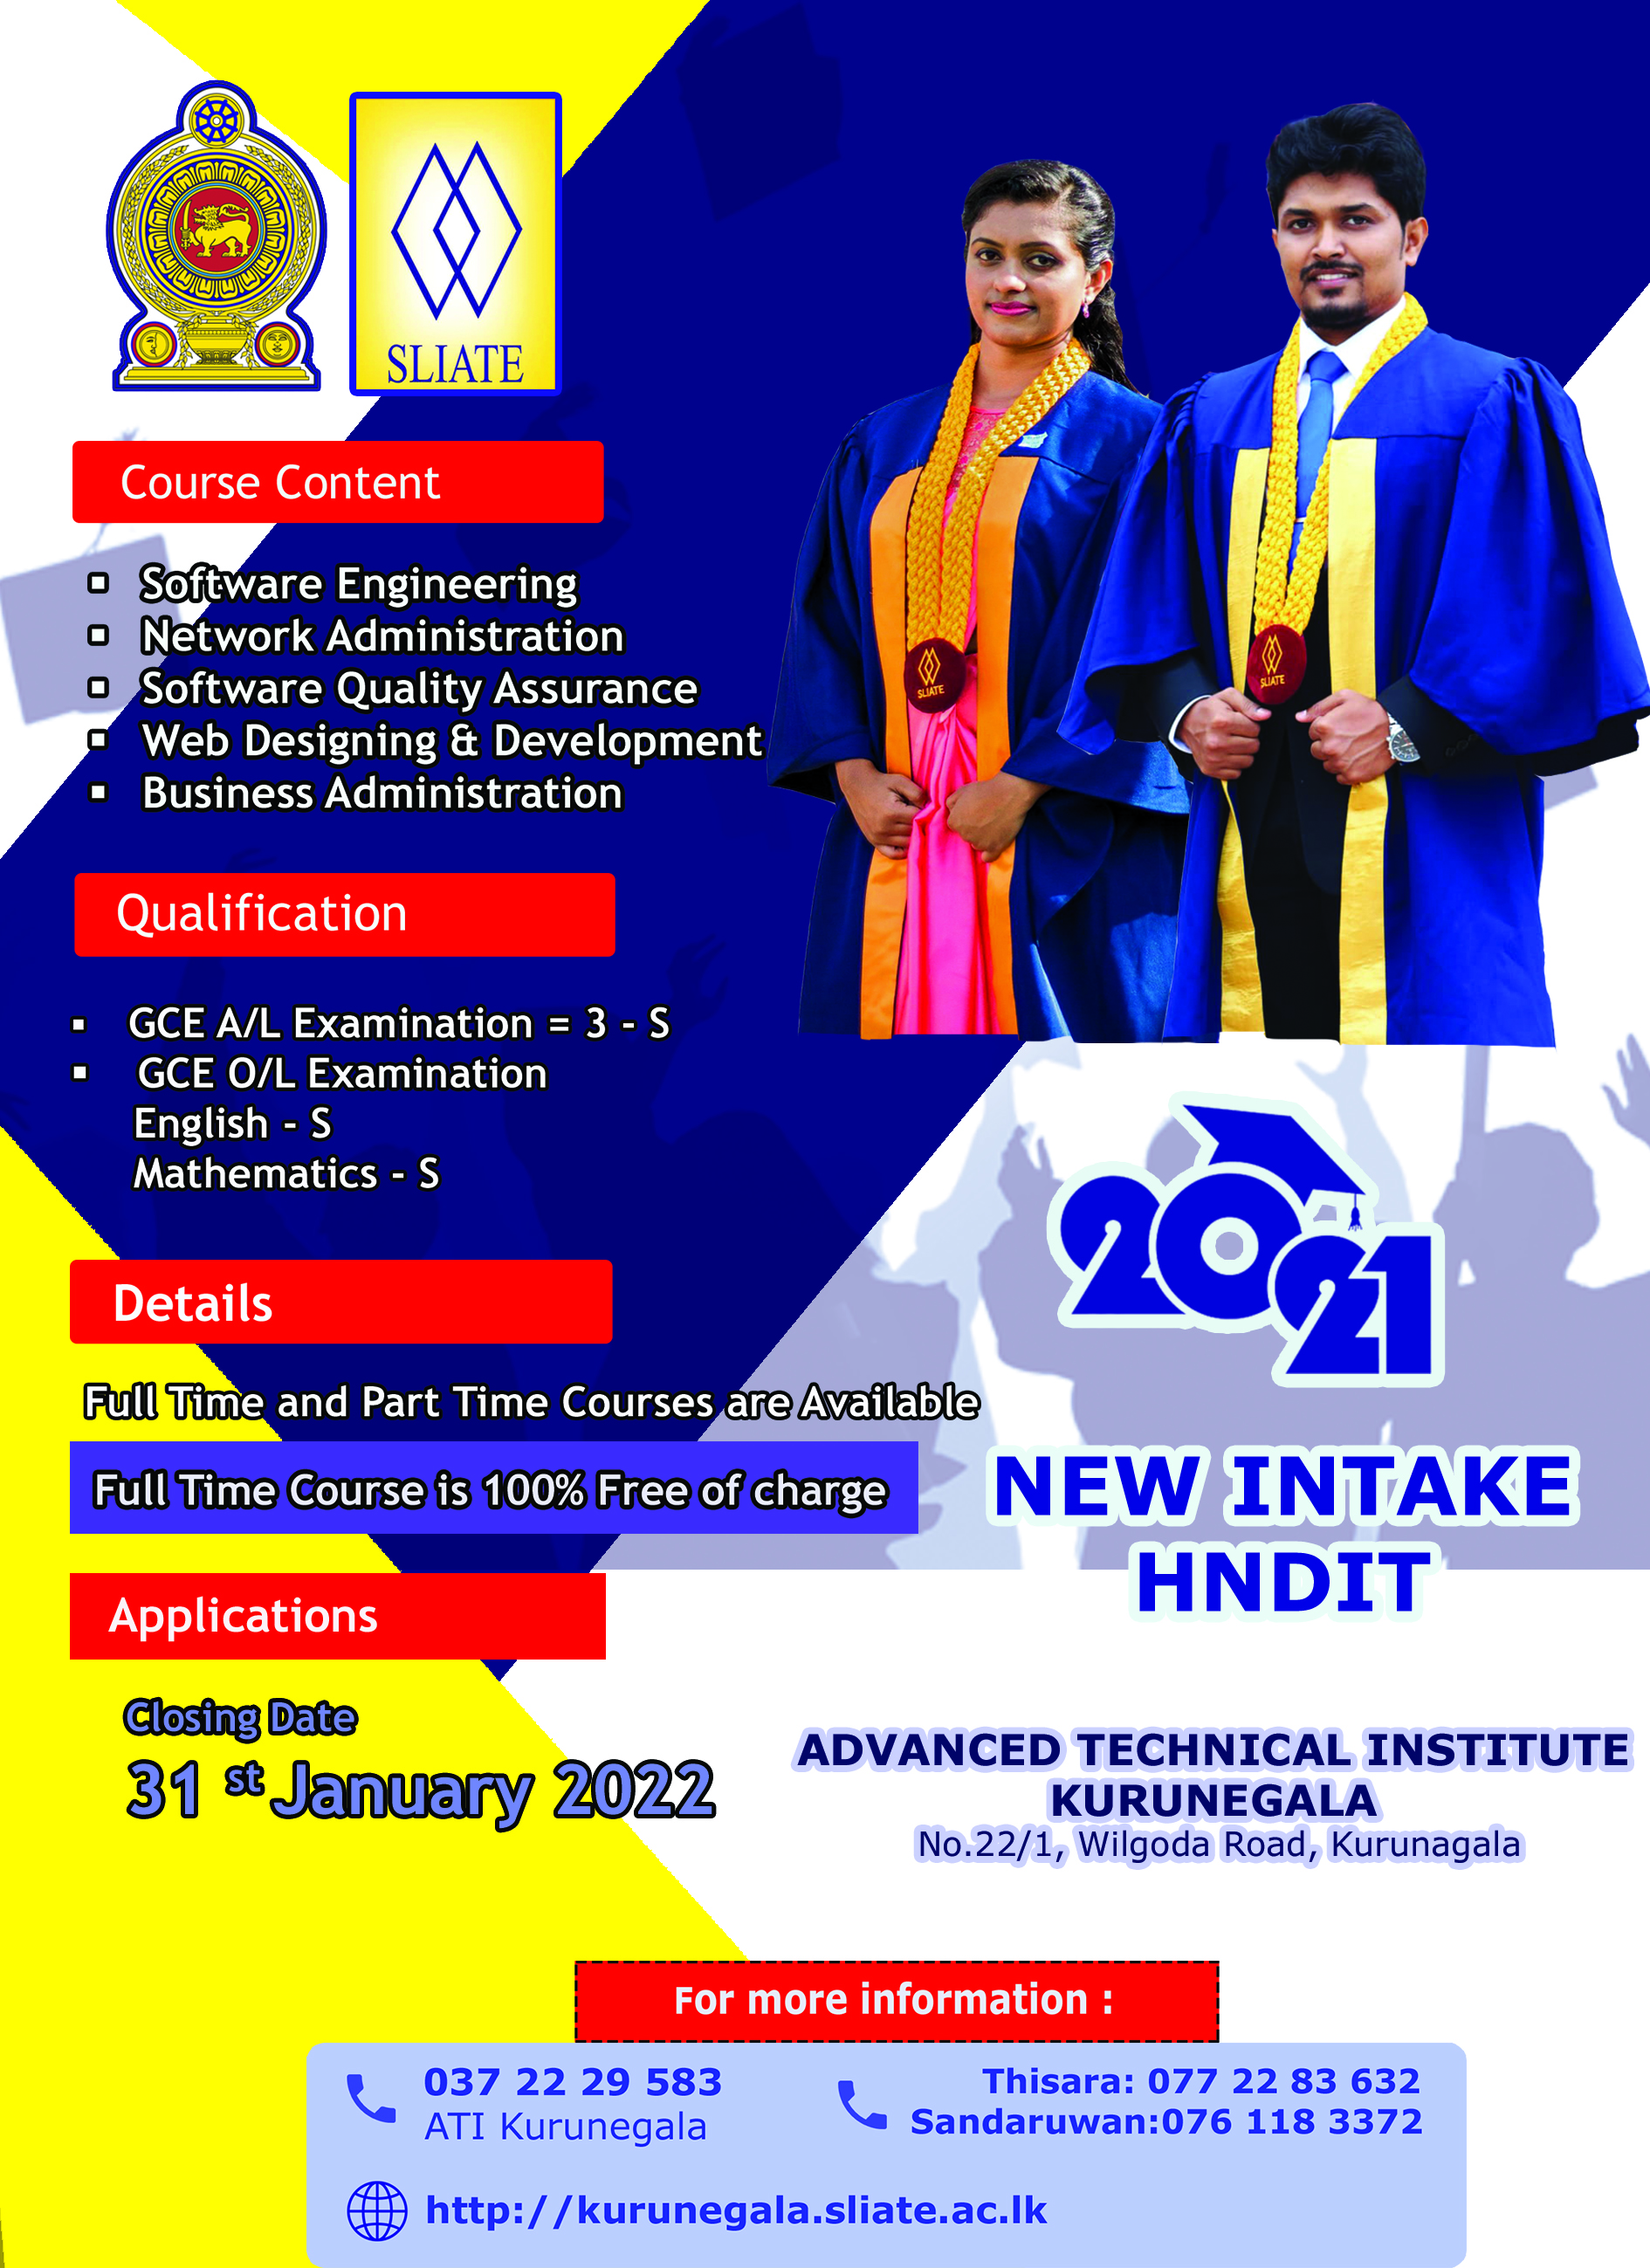 SLIATE
Course Content
▪ Software Engineering
▪ Network Administration
▪ Software Quality Assurance
▪ Web Designing & Development
▪ Business Administration
SLIATE
SLIATE
Qualification
▪ GCE A/L Examination = 3 - S
▪ GCE O/L Examination
English - S
Mathematics - S
2021
Details
Full Time and Part Time Courses are Available
Full Time Course is 100% Free of charge
NEW INTAKE
HNDIT
Applications
Closing Date
31 st January 2022
ADVANCED TECHNICAL INSTITUTE
KURUNEGALA
No.22/1, Wilgoda Road, Kurunagala
For more information :
037 22 29 583
ATI Kurunegala
Thisara: 077 22 83 632
Sandaruwan:076 118 3372
http://kurunegala.sliate.ac.lk